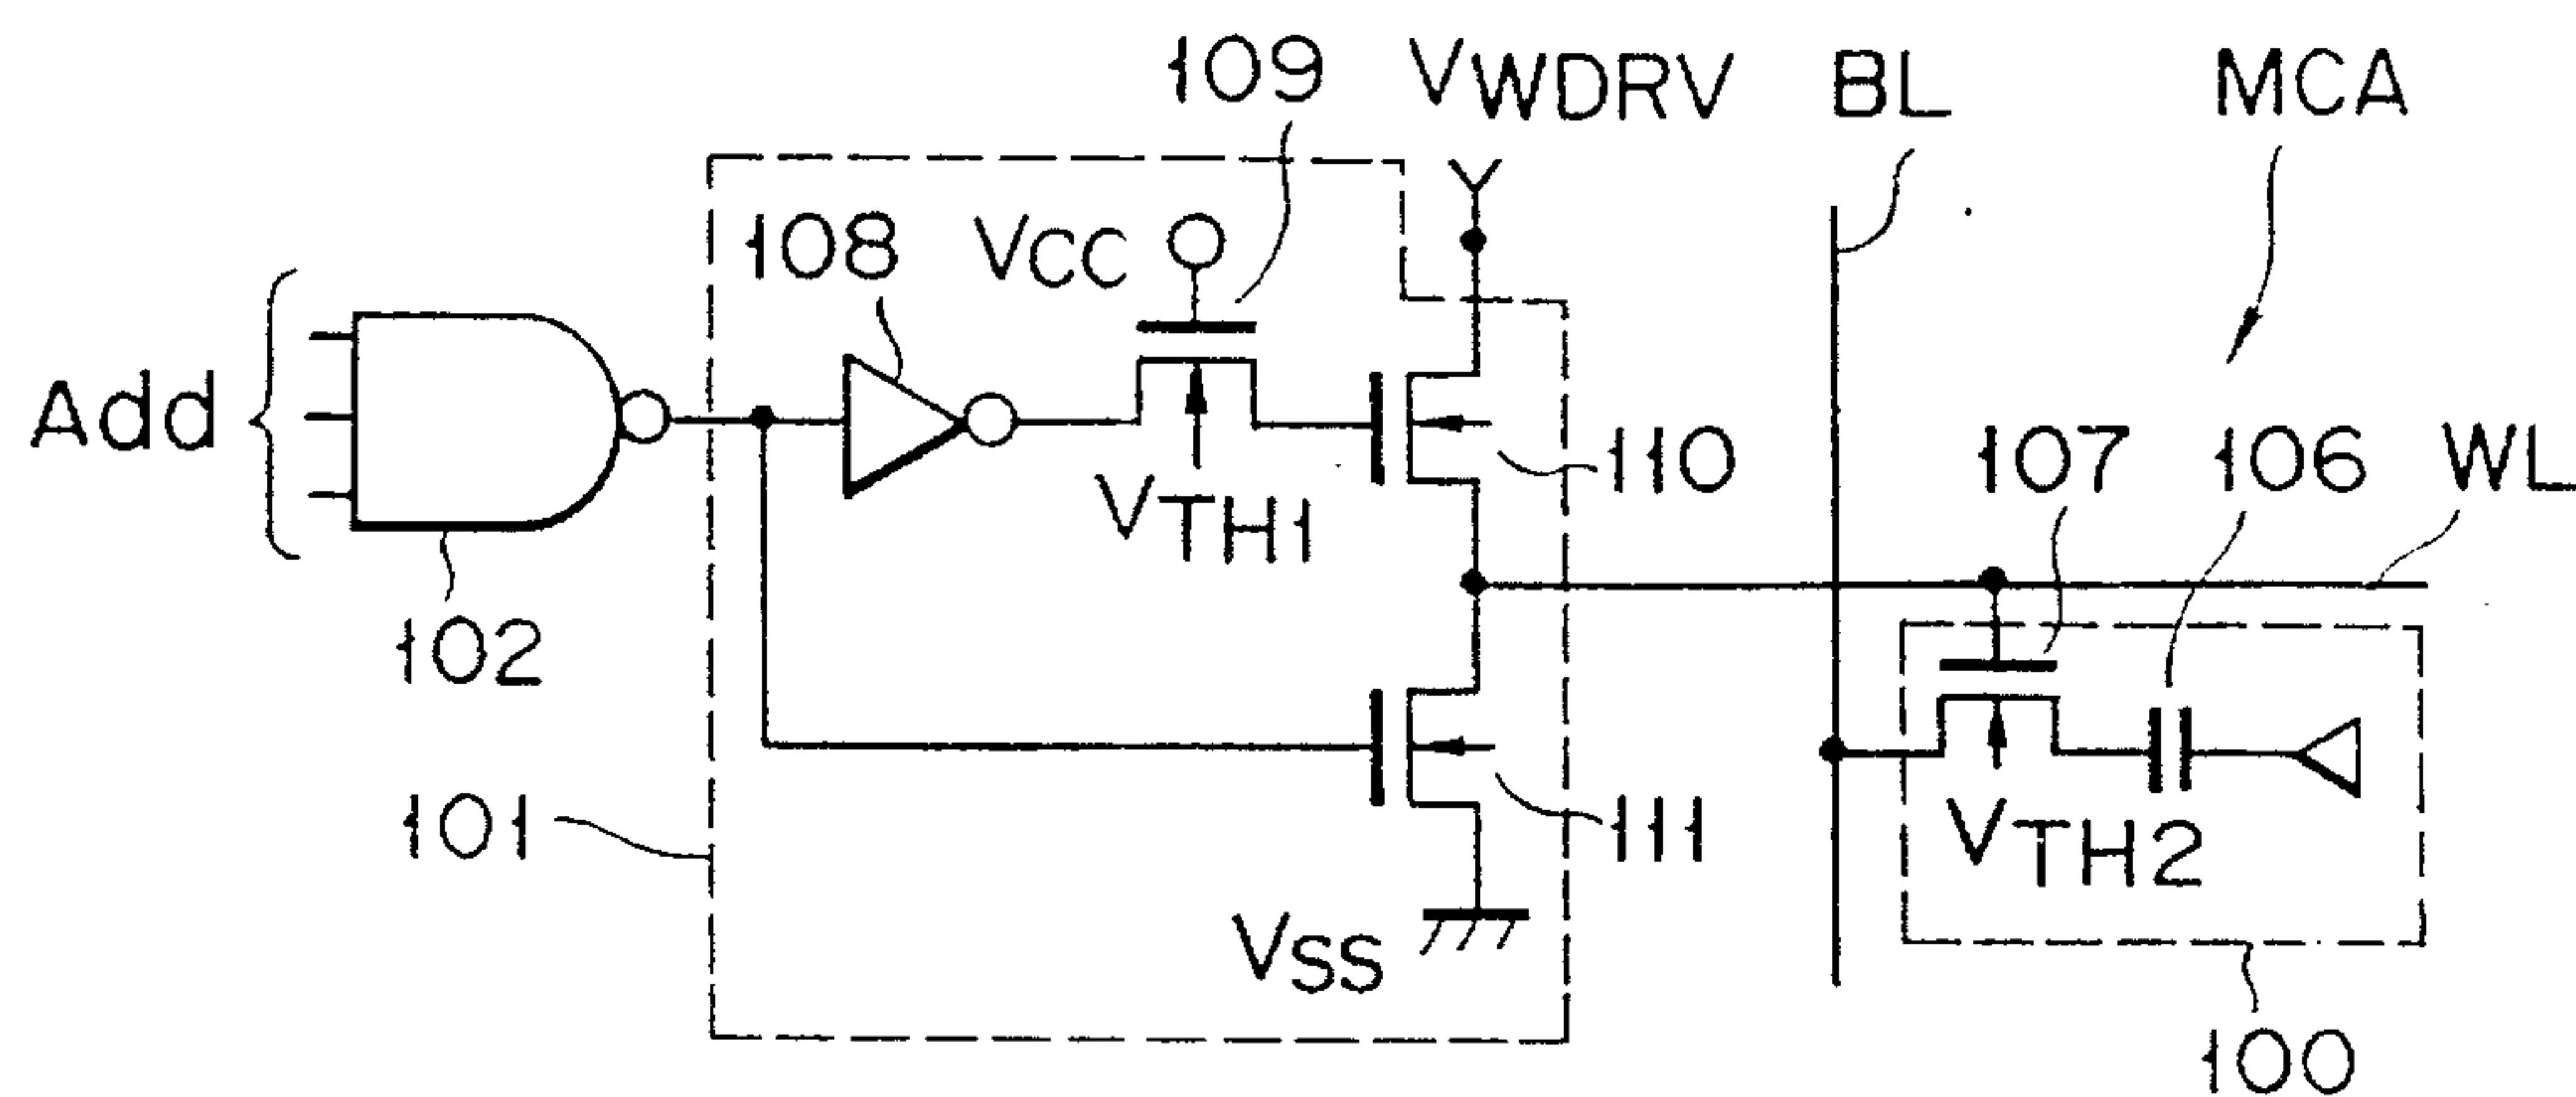 109
VWDRV
BL
MCA
108
VCC
Add
VTH1
110
107
106
WL
102
101
111
VTH2
VSS
100